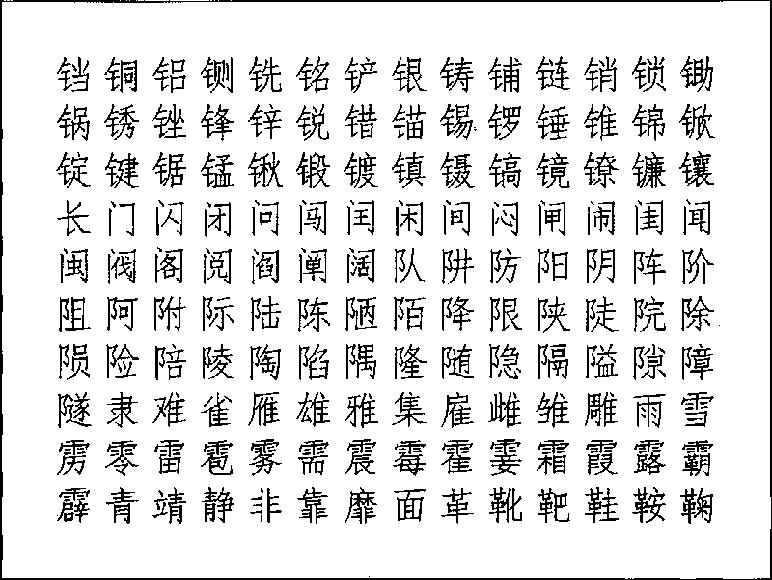 铛铜铝铡铣铭铲银铸铺链销锁锄
锅锈锉锋锌锐错锚锡锣锤锥锦锨
锭键锯锰锹锻镀镇镊镐镜镣镰镶
长门闪闭问闯闰闲间闷闸闹闺闻
闽阀阁阅阎阐阔队阱防阳阴阵阶
阻阿附际陆陈陋陌降限陕陡院除
陨险陪陵陶陷隅隆随隐隔隘隙障
隧隶难雀雁雄雅集雇雌雏雕雨雪
雳零雷雹雾需震霉霍霎霜霞露霸
霹青靖静非靠靡面革靴靶鞋鞍鞠